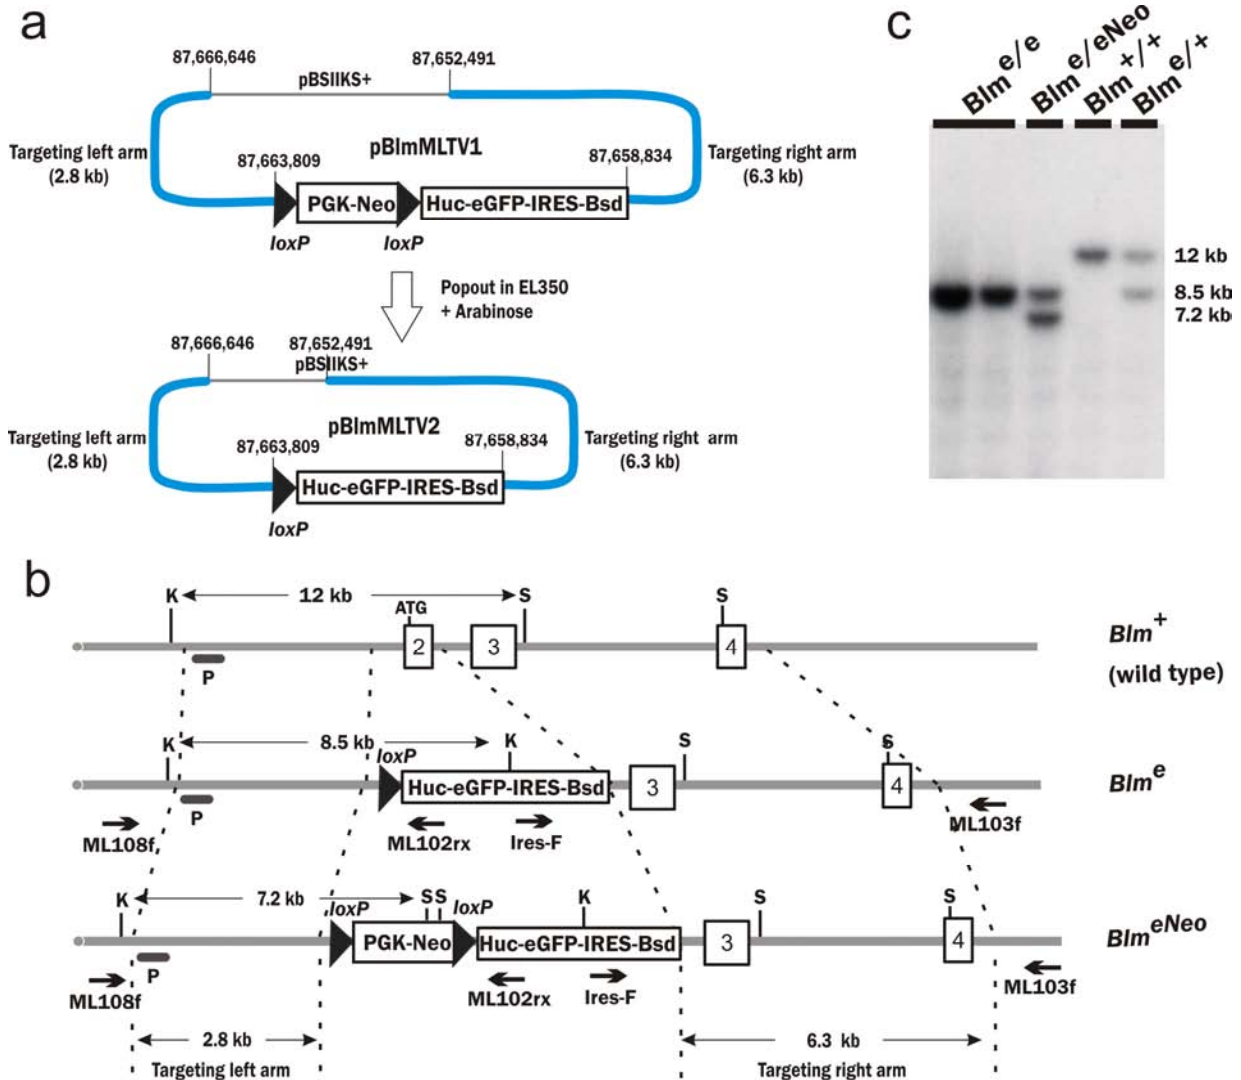 a
87,666,646
87,652,491
pBSIIKS+
Targeting left arm
(2.8 kb)
pBlmMLTV1
87,663,809
87,658,834
Targeting right arm
(6.3 kb)
PGK-Neo
Huc-eGFP-IRES-Bsd
loxP
loxP
Popout in EL350
+ Arabinose
87,666,646
87,652,491
pBSIIKS+
Targeting left arm
(2.8 kb)
pBlmMLTV2
87,663,809
87,658,834
Targeting right arm
(6.3 kb)
Huc-eGFP-IRES-Bsd
loxP
c
Blm e/e
Blm e/eNeo
Blm +/+
Blm e/+
12 kb
8.5 kb
7.2 kb
b
K
12 kb
S
S
ATG
2
3
4
P
Blm+
(wild type)
K
8.5 kb
K
S
S
loxP
Huc-eGFP-IRES-Bsd
3
4
Blm e
P
ML108f
ML102rx
Ires-F
ML103f
K
7.2 kb
SS
loxP
loxP
K
S
S
PGK-Neo
Huc-eGFP-IRES-Bsd
3
4
Blm eNeo
P
ML108f
ML102rx
Ires-F
ML103f
2.8 kb
Targeting left arm
6.3 kb
Targeting right arm